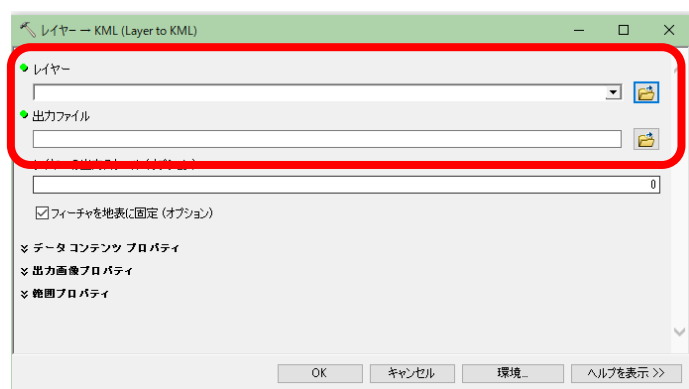 レイヤー → KML (Layer to KML)
レイヤー
出力ファイル
0
フィーチャを地表に固定 (オプション)
データ コンテンツ プロパティ
出力画像プロパティ
範囲プロパティ
OK
キャンセル
環境...
ヘルプを表示 >>